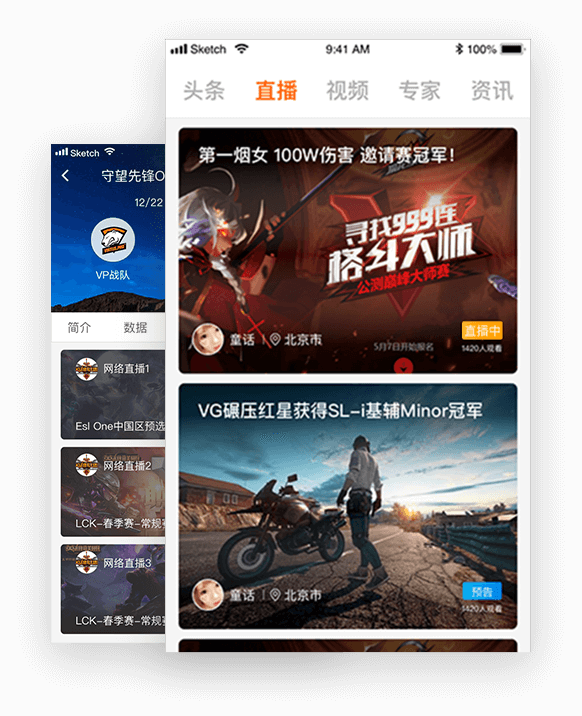 Sketch
9:41 AM
100%
头条
直播
视频
专家
资讯
第一烟女 100W伤害 邀请赛冠军！
寻找999连
格斗大师
公测巅峰大师赛
5月7日开始报名
童话
北京市
直播中
1420人观看
VG碾压红星获得SL-i基辅Minor冠军
童话
北京市
预告
1420人观看
Sketch
守望先锋O
12/22
VP战队
简介
数据
网络直播1
Esl One中国区预选
网络直播2
LCK-春季赛-常规赛
网络直播3
LCK-春季赛-常规赛